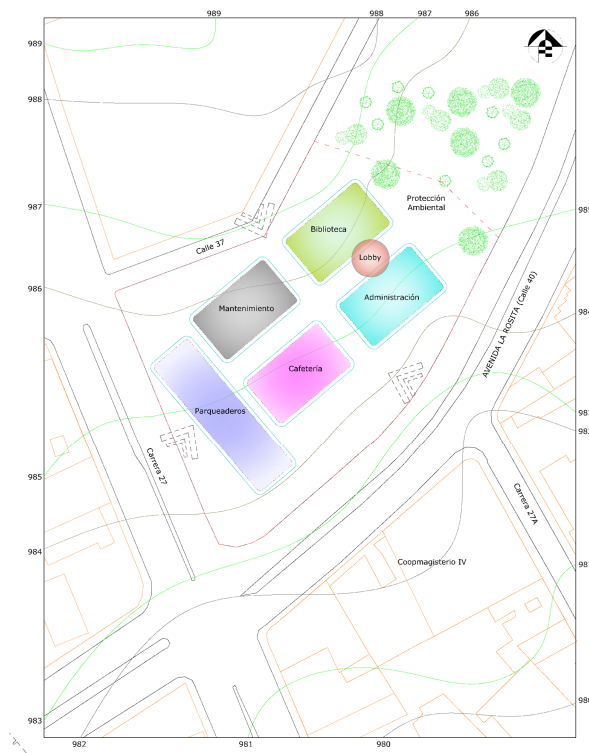 989 988 987 986
989
988
987
986
985
984
983
Protección
Ambiental
Biblioteca
Calle 37
Lobby
Administración
Mantenimiento
Cafetería
Parqueaderos
AVENIDA LA ROSITA (Calle 40)
Carrera 27
Carrera 27A
Coopmagisterio IV
982 981 980